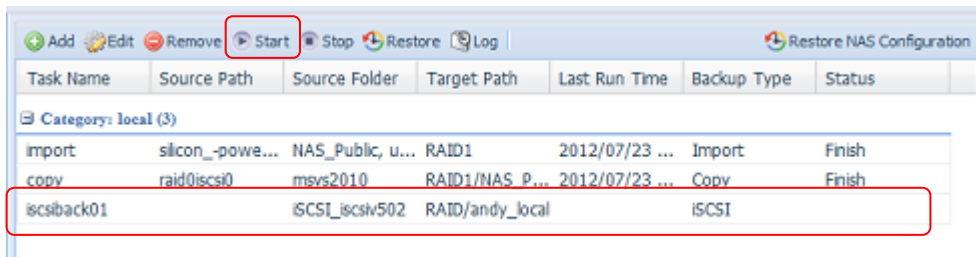 Add Edit Remove Start Stop Restore Log Restore NAS Configuration
Task Name Source Path Source Folder Target Path Last Run Time Backup Type Status
Category: local (3)
import silicon_-powe... NAS_Public, u... RAID1 2012/07/23 ... Import Finish
copy raid0iscsi0 msvs2010 RAID1/NAS_P... 2012/07/23 ... Copy Finish
iscsiback01 iSCSI_iscsiv502 RAID/andy_local iSCSI